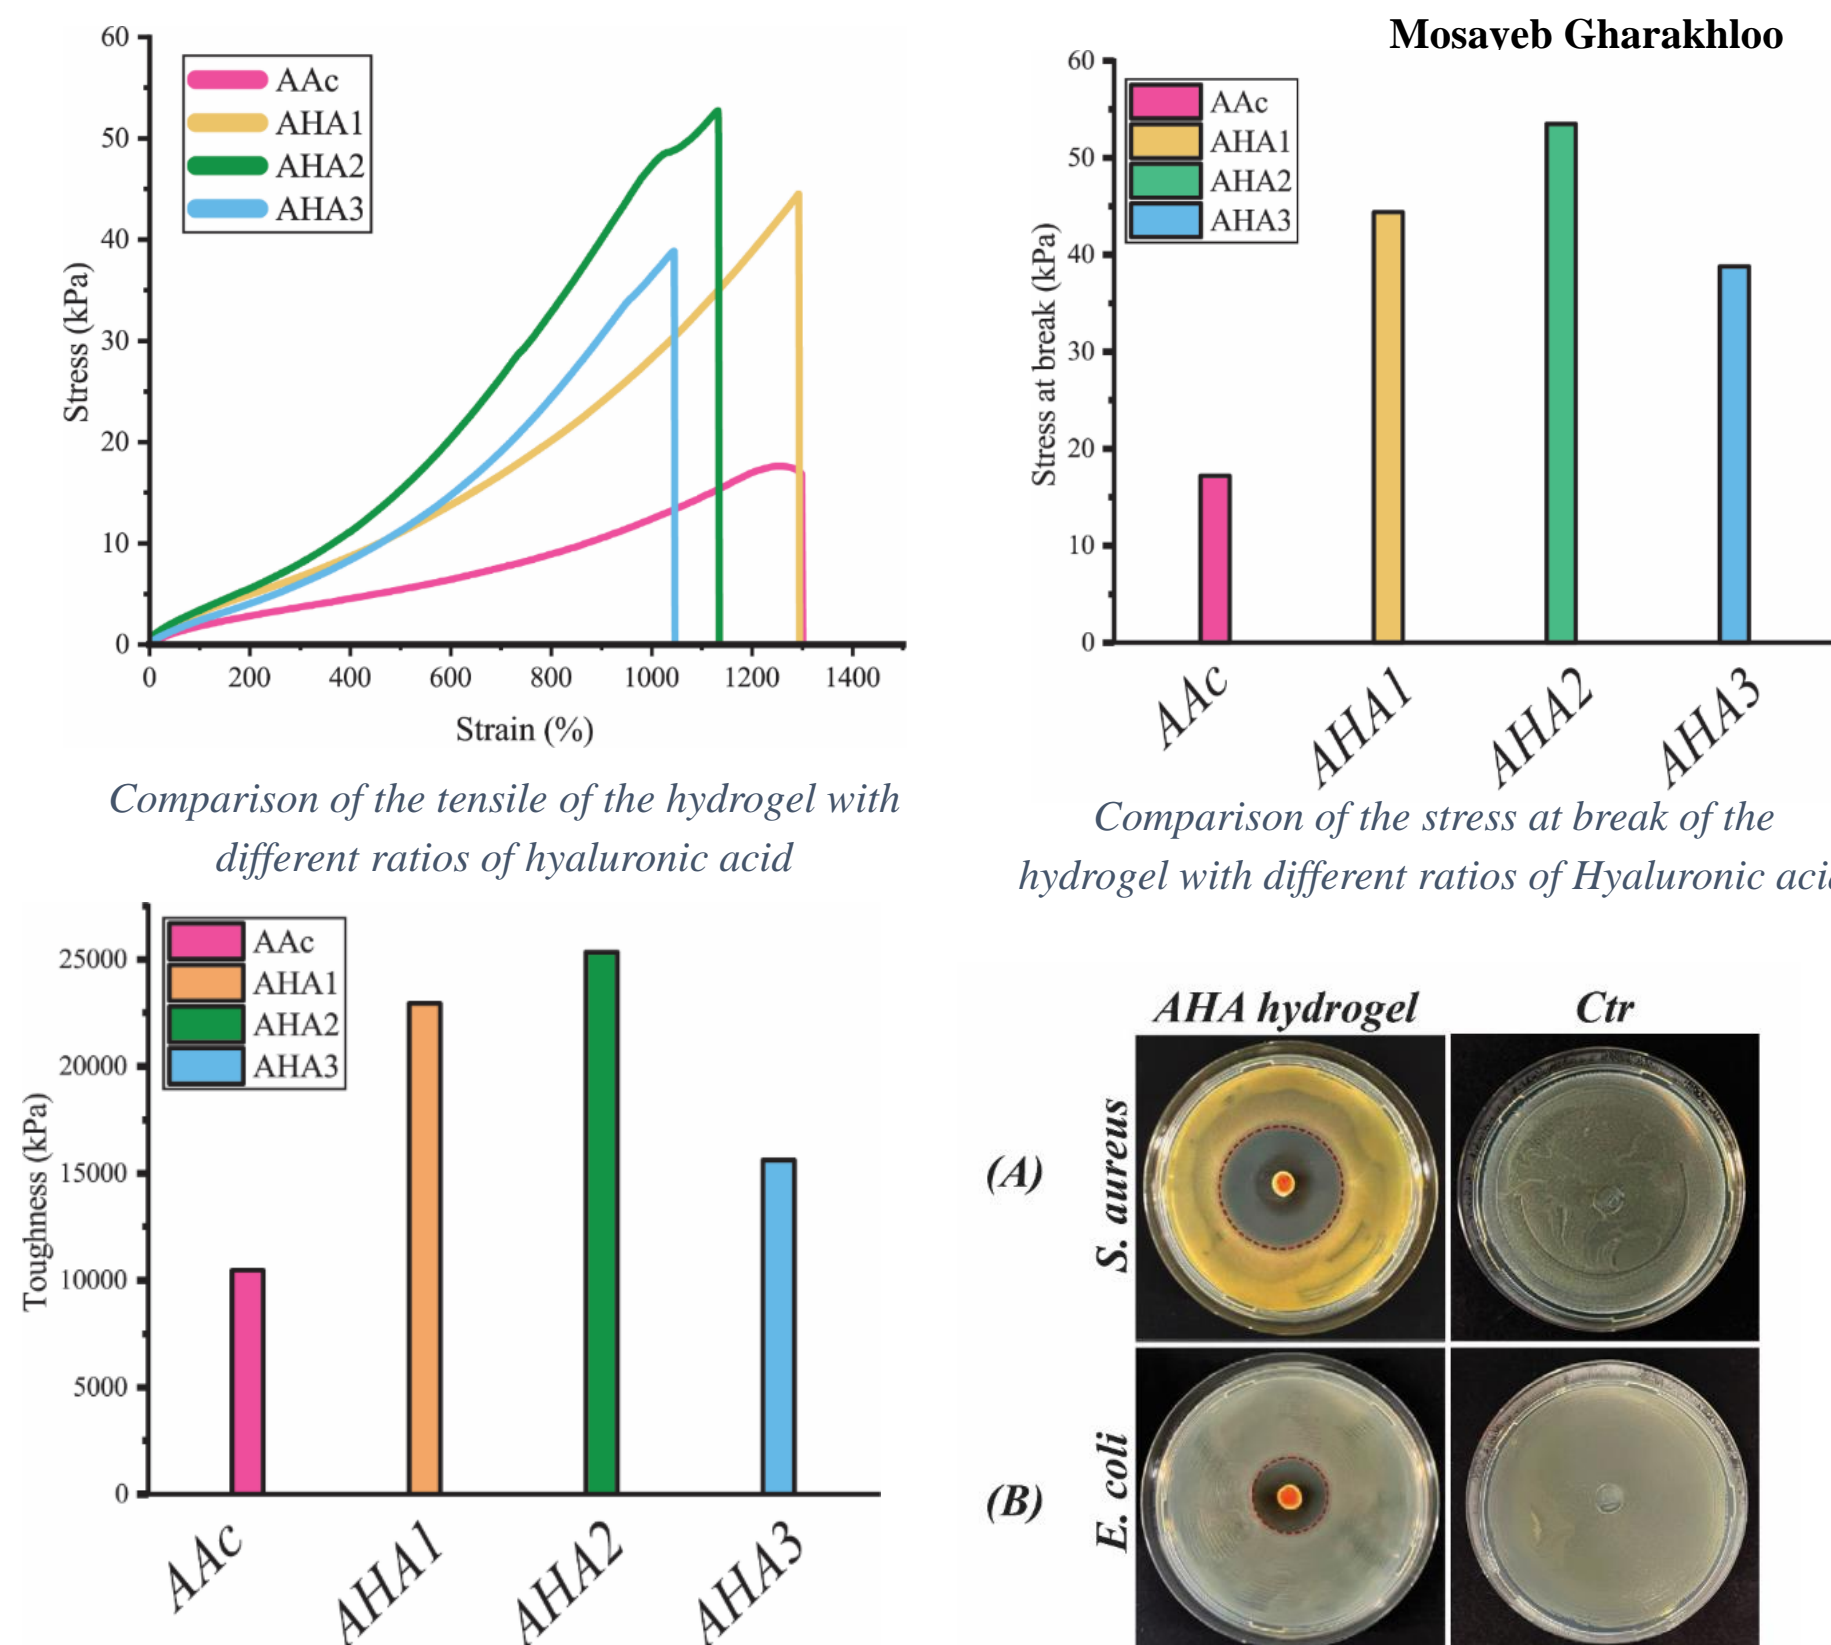 Mosayeb Gharakhloo
60
50
40
30
20
10
0
Stress (kPa)
AAc
AHA1
AHA2
AHA3
0 200 400 600 800 1000 1200 1400
Strain (%)
Comparison of the tensile of the hydrogel with
different ratios of hyaluronic acid
60
50
40
30
20
10
0
Stress at break (kPa)
AAc
AHA1
AHA2
AHA3
AAc AHA1 AHA2 AHA3
Comparison of the stress at break of the
hydrogel with different ratios of Hyaluronic acid
25000
20000
15000
10000
5000
0
Toughness (kPa)
AAc
AHA1
AHA2
AHA3
AAc AHA1 AHA2 AHA3
AHA hydrogel Ctr
(A) S. aureus
(B) E. coli